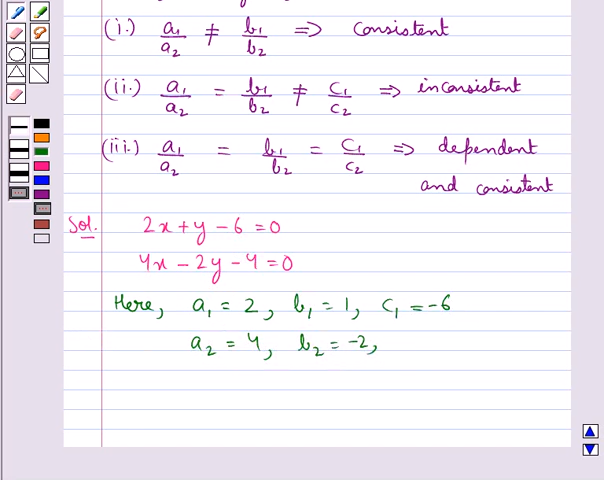 (i.) a₁/a₂ ≠ b₁/b₂ ⇒ consistent
(ii.) a₁/a₂ = b₁/b₂ ≠ c₁/c₂ ⇒ inconsistent
(iii.) a₁/a₂ = b₁/b₂ = c₁/c₂ ⇒ dependent
and consistent
Sol. 2x + y - 6 = 0
4x - 2y - 4 = 0
Here, a₁ = 2, b₁ = 1, c₁ = -6
a₂ = 4, b₂ = -2,